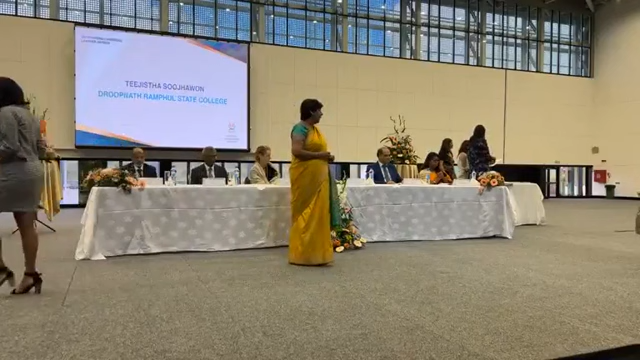 TEEJISTHA SOOJHAWON
DROOPNATH RAMPHUL STATE COLLEGE